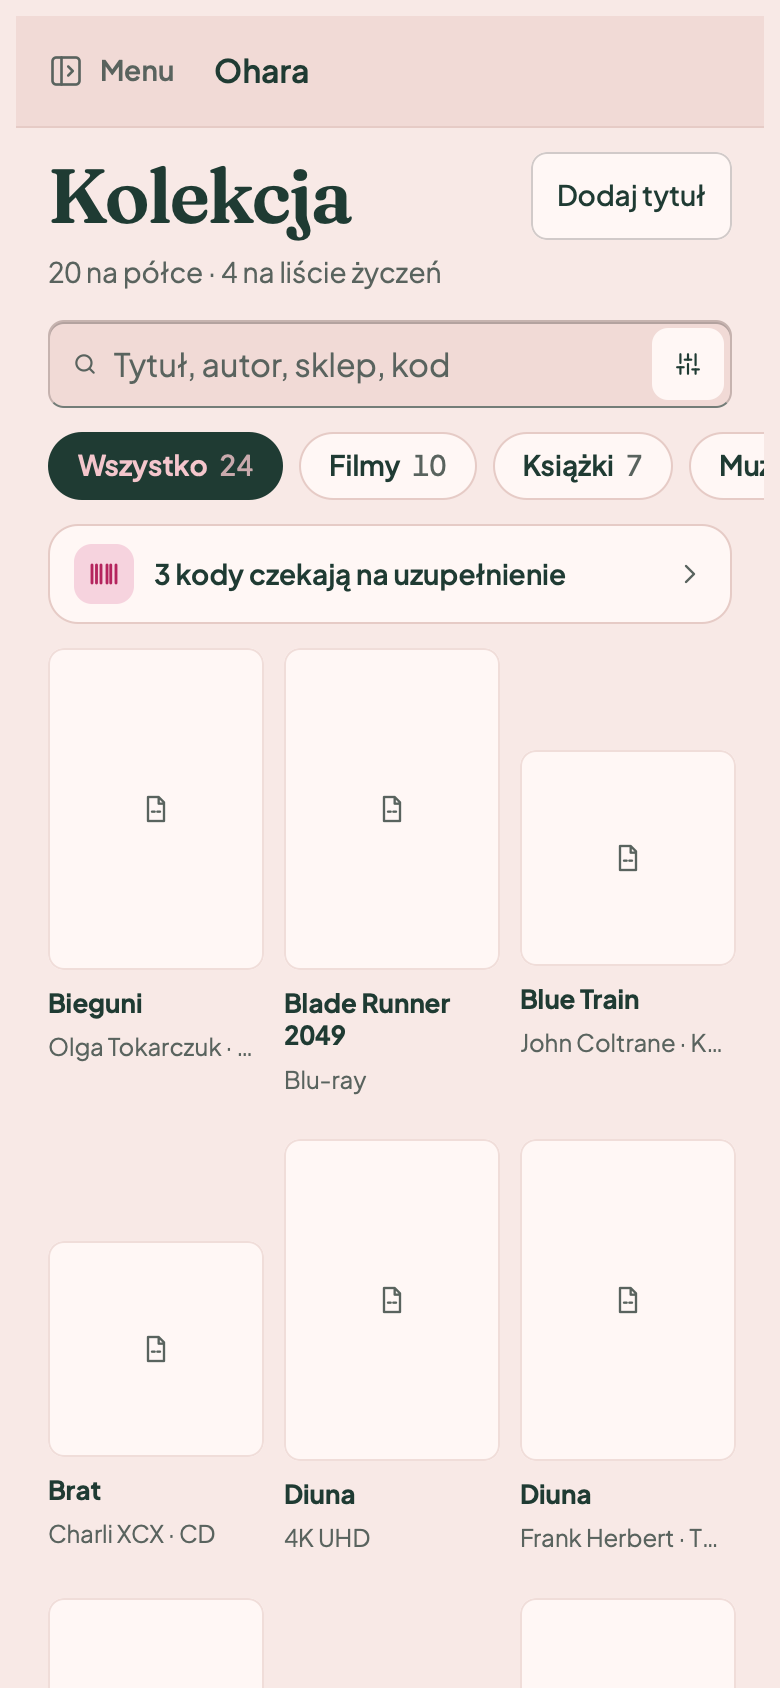 Menu Ohara
Kolekcja
Dodaj tytuł
20 na półce · 4 na liście życzeń
Tytuł, autor, sklep, kod
Wszystko 24 Filmy 10 Książki 7 Muz
3 kody czekają na uzupełnienie
Bieguni
Olga Tokarczuk · ...
Blade Runner
2049
Blu-ray
Blue Train
John Coltrane · K...
Brat
Charli XCX · CD
Diuna
4K UHD
Diuna
Frank Herbert · T...